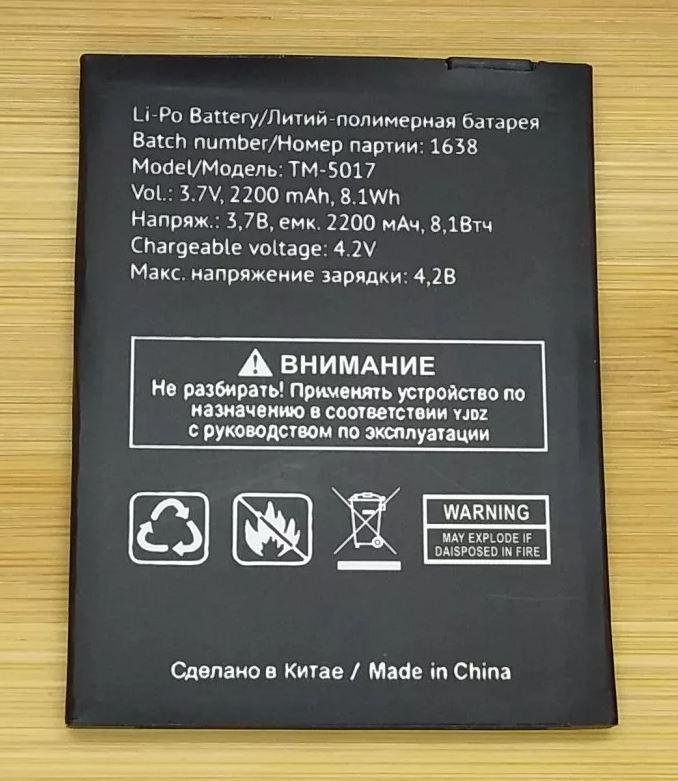 Li-Po Battery/Литий-полимерная батарея
Batch number/Номер партии: 1638
Model/Модель: TM-5017
Vol.: 3.7V, 2200 mAh, 8.1Wh
Напряж.: 3,7В, емк. 2200 мАч, 8,1Втч
Chargeable voltage: 4.2V
Макс. напряжение зарядки: 4,2В
ВНИМАНИЕ
Не разбирать! Применять устройство по
назначению в соответствии YJDZ
с руководством по эксплуатации
WARNING
MAY EXPLODE IF
DAISPOSED IN FIRE
Сделано в Китае / Made in China